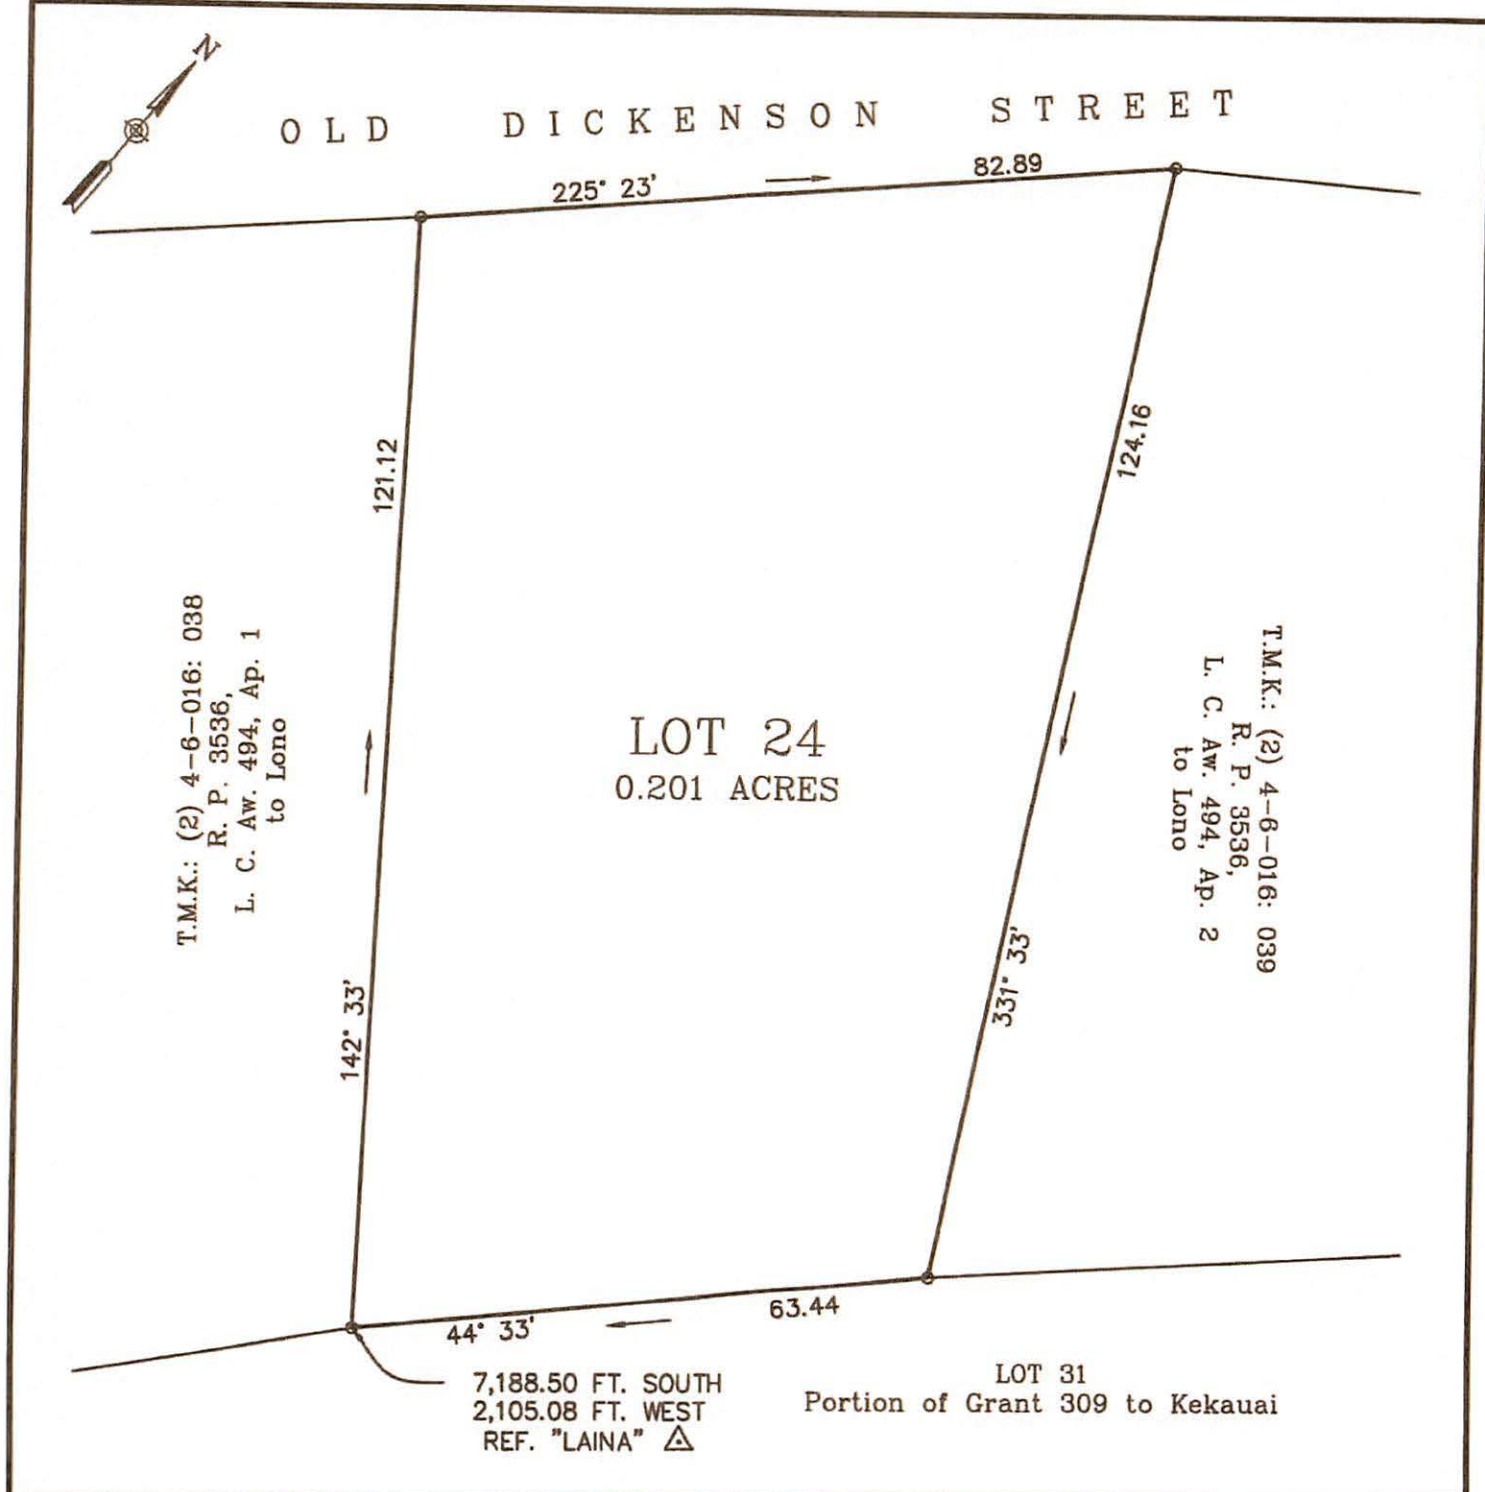 N
OLD DICKENSON STREET
225° 23'
82.89
121.12
142° 33'
T.M.K.: (2) 4-6-016: 038
R. P. 3536,
L. C. Aw. 494, Ap. 1
to Lono
LOT 24
0.201 ACRES
124.16
331° 33'
T.M.K.: (2) 4-6-016: 039
R. P. 3536,
L. C. Aw. 494, Ap. 2
to Lono
44° 33'
63.44
7,188.50 FT. SOUTH
2,105.08 FT. WEST
REF. "LAINA"
LOT 31
Portion of Grant 309 to Kekauai